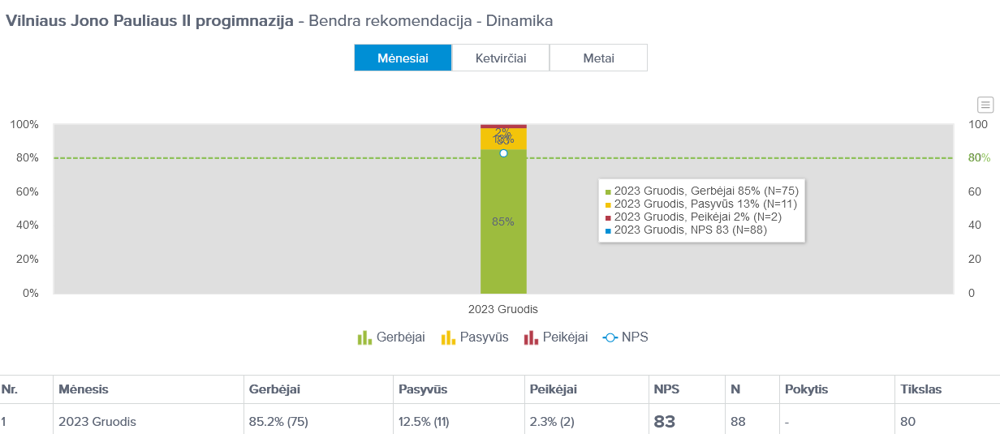 Vilniaus Jono Pauliaus II progimnazija - Bendra rekomendacija - Dinamika
Mėnesiai Ketvirčiai Metai
100% 100
2%
13%
83
80% 80%
2023 Gruodis, Gerbėjai 85% (N=75)
60% 60
2023 Gruodis, Pasyvūs 13% (N=11)
2023 Gruodis, Peikėjai 2% (N=2)
85%
40% 40
2023 Gruodis, NPS 83 (N=88)
20% 20
0% 0
2023 Gruodis
Gerbėjai Pasyvūs Peikėjai NPS
Nr. Mėnesis Gerbėjai Pasyvūs Peikėjai NPS N Pokytis Tikslas
1 2023 Gruodis 85.2% (75) 12.5% (11) 2.3% (2) 83 88 - 80